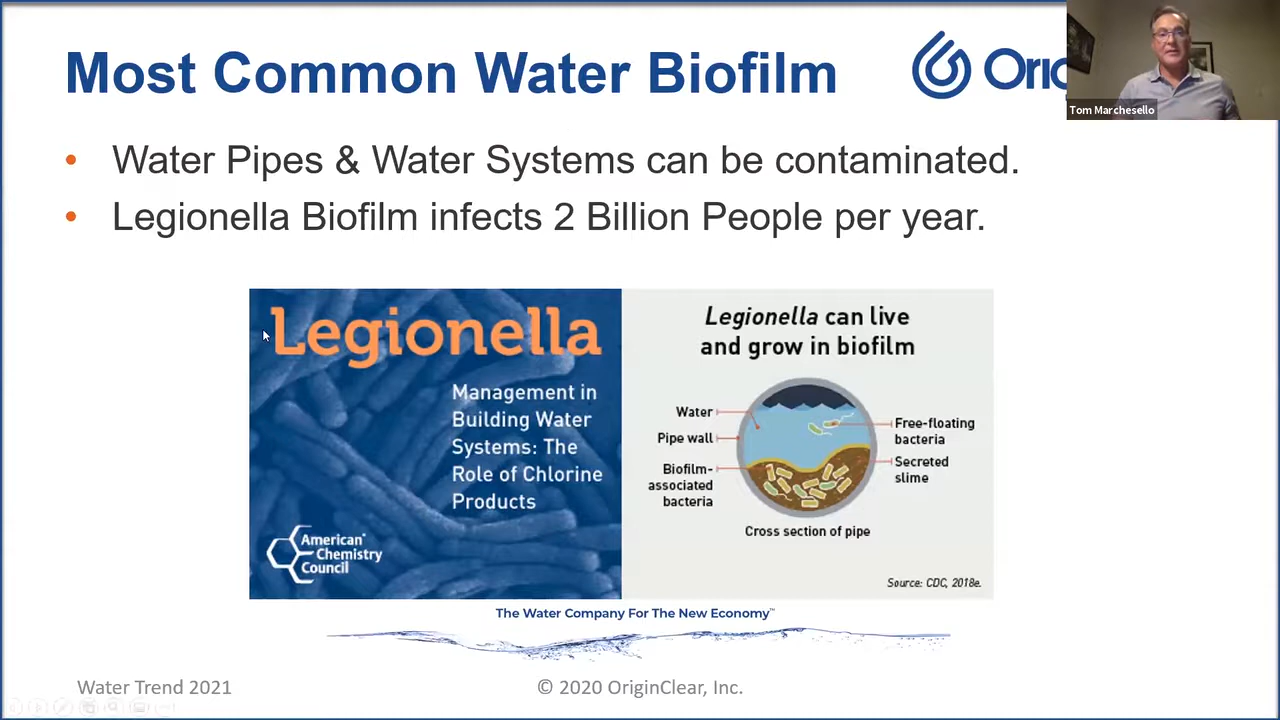 Most Common Water Biofilm
Tom Marchesello
• Water Pipes & Water Systems can be contaminated.
• Legionella Biofilm infects 2 Billion People per year.
Legionella
Management in
Building Water
Systems: The
Role of Chlorine
Products
American®
Chemistry
Council
Legionella can live
and grow in biofilm
Water
Pipe wall
Biofilm-
associated
bacteria
Free-floating
bacteria
Secreted
slime
Cross section of pipe
Source: CDC, 2018e.
The Water Company For The New Economy™
Water Trend 2021
© 2020 OriginClear, Inc.